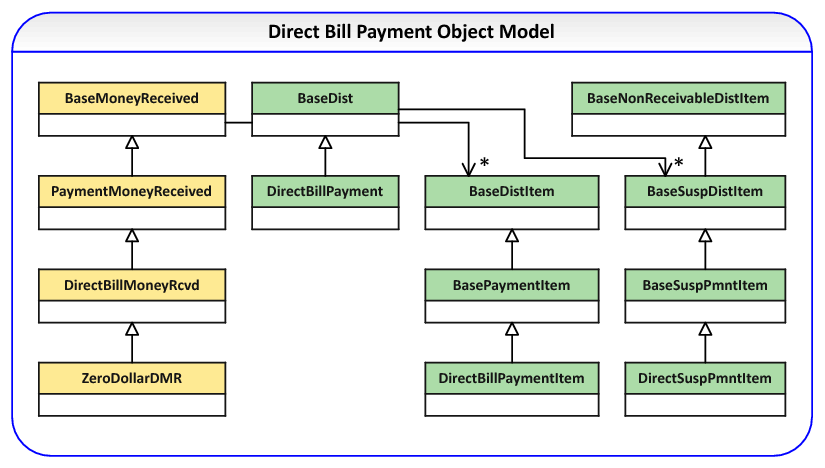 Direct Bill Payment Object Model
BaseMoneyReceived
BaseDist
BaseNonReceivableDistItem
*
*
PaymentMoneyReceived
DirectBillPayment
BaseDistItem
BaseSuspDistItem
DirectBillMoneyRcvd
BasePaymentItem
BaseSuspPmntItem
ZeroDollarDMR
DirectBillPaymentItem
DirectSuspPmntItem